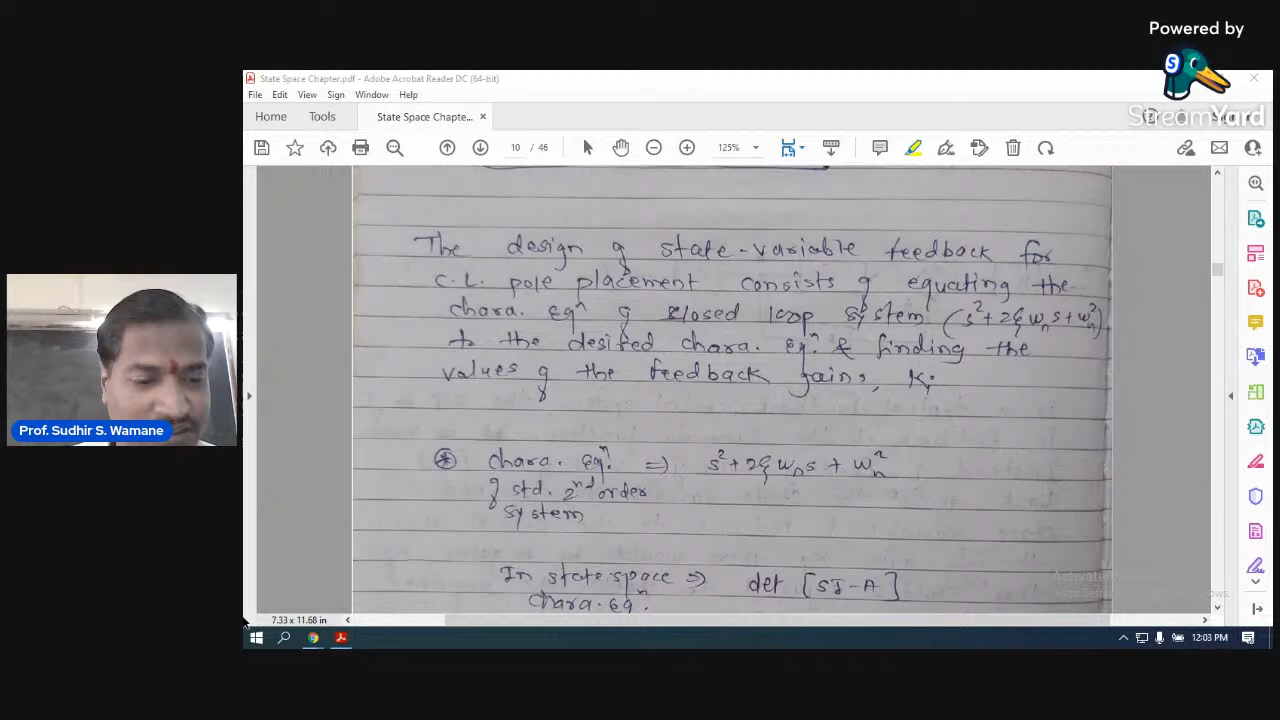 Powered by
StreamYard
State Space Chapter.pdf - Adobe Acrobat Reader DC (64-bit)
File Edit View Sign Window Help
Home Tools State Space Chapte...
10 / 46 125%
The design of state-variable feedback for
C.L. pole placement consists of equating the
chara. Eqⁿ of closed loop system (s²+2ξωₙs+ωₙ²)
to the desired chara. Eqⁿ. & finding the
values of the feedback gains, Kᵢ
chara. Eqⁿ. ⇒ s²+2ξωₙs + ωₙ²
of std. 2ⁿᵈ order
system
In state space ⇒ det [SI-A]
chara. Eqⁿ.
Prof. Sudhir S. Wamane
7.33 x 11.68 in
12:03 PM